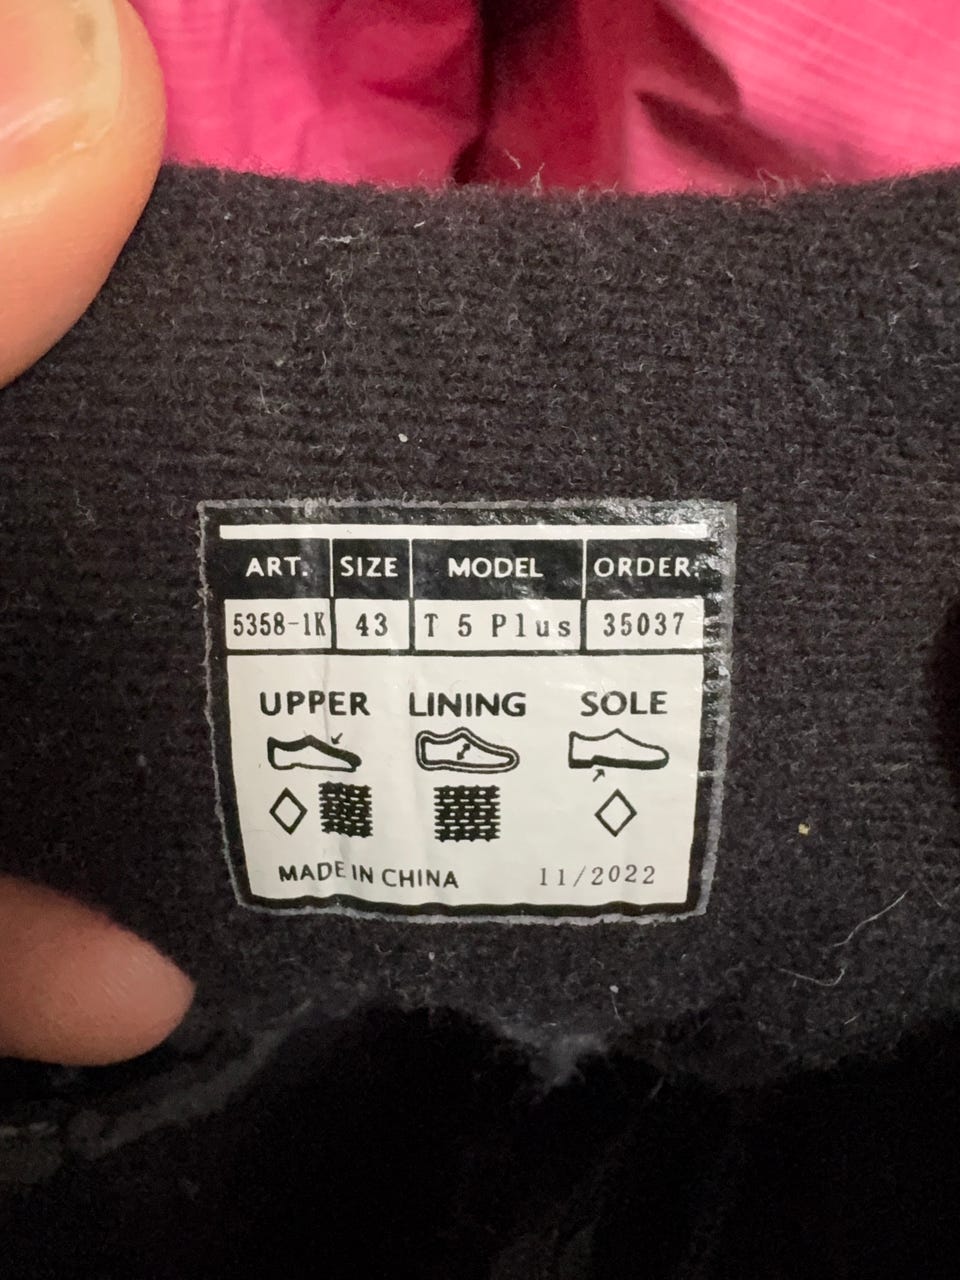 ART. SIZE MODEL ORDER:
5358-1K 43 T 5 Plus 35037
UPPER LINING SOLE
MADE IN CHINA 11/2022